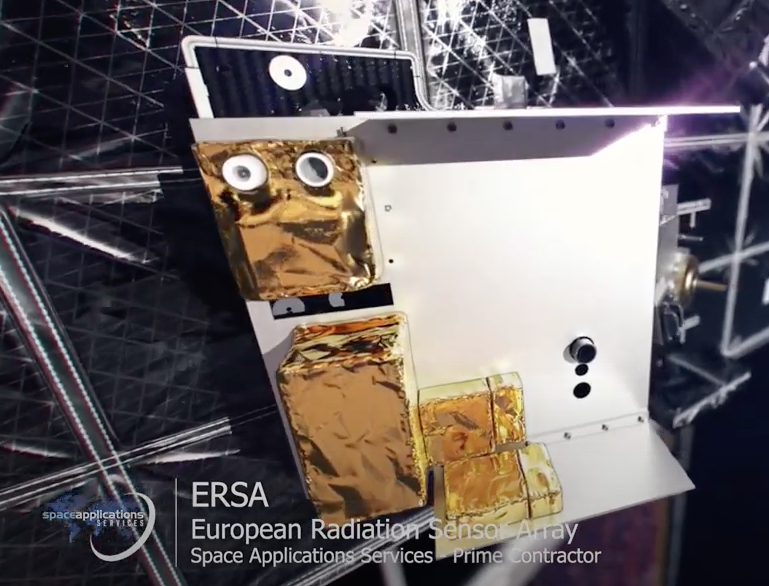 spaceapplications
SERVICES
ERSA
European Radiation Sensor Array
Space Applications Services - Prime Contractor